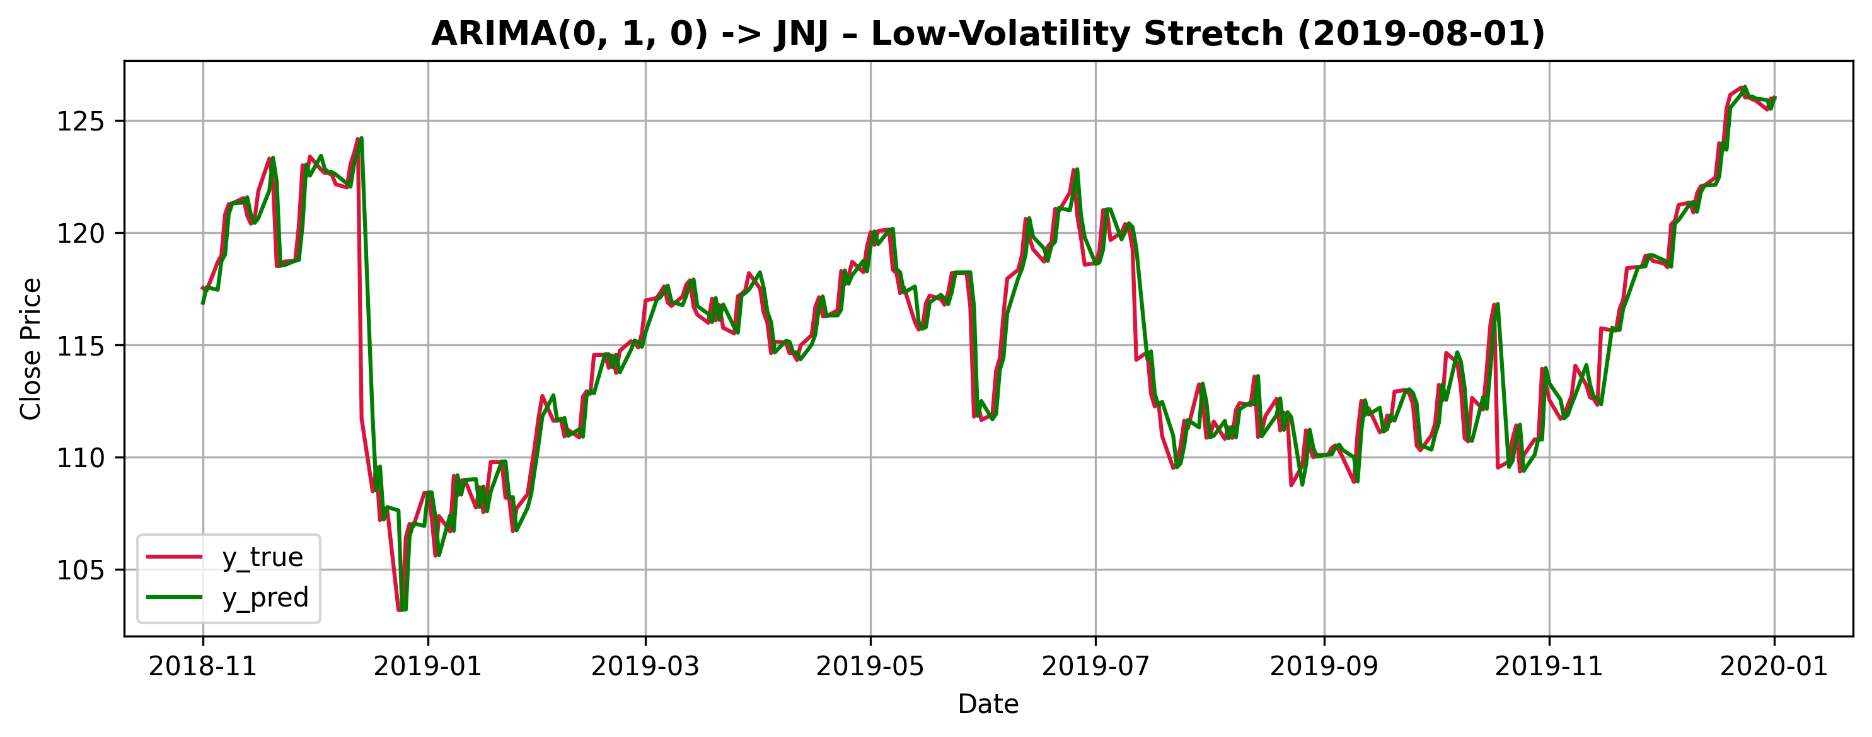 ARIMA(0, 1, 0) -> JNJ – Low-Volatility Stretch (2019-08-01)
Close Price
125
120
115
110
105
y_true
y_pred
2018-11 2019-01 2019-03 2019-05 2019-07 2019-09 2019-11 2020-01
Date